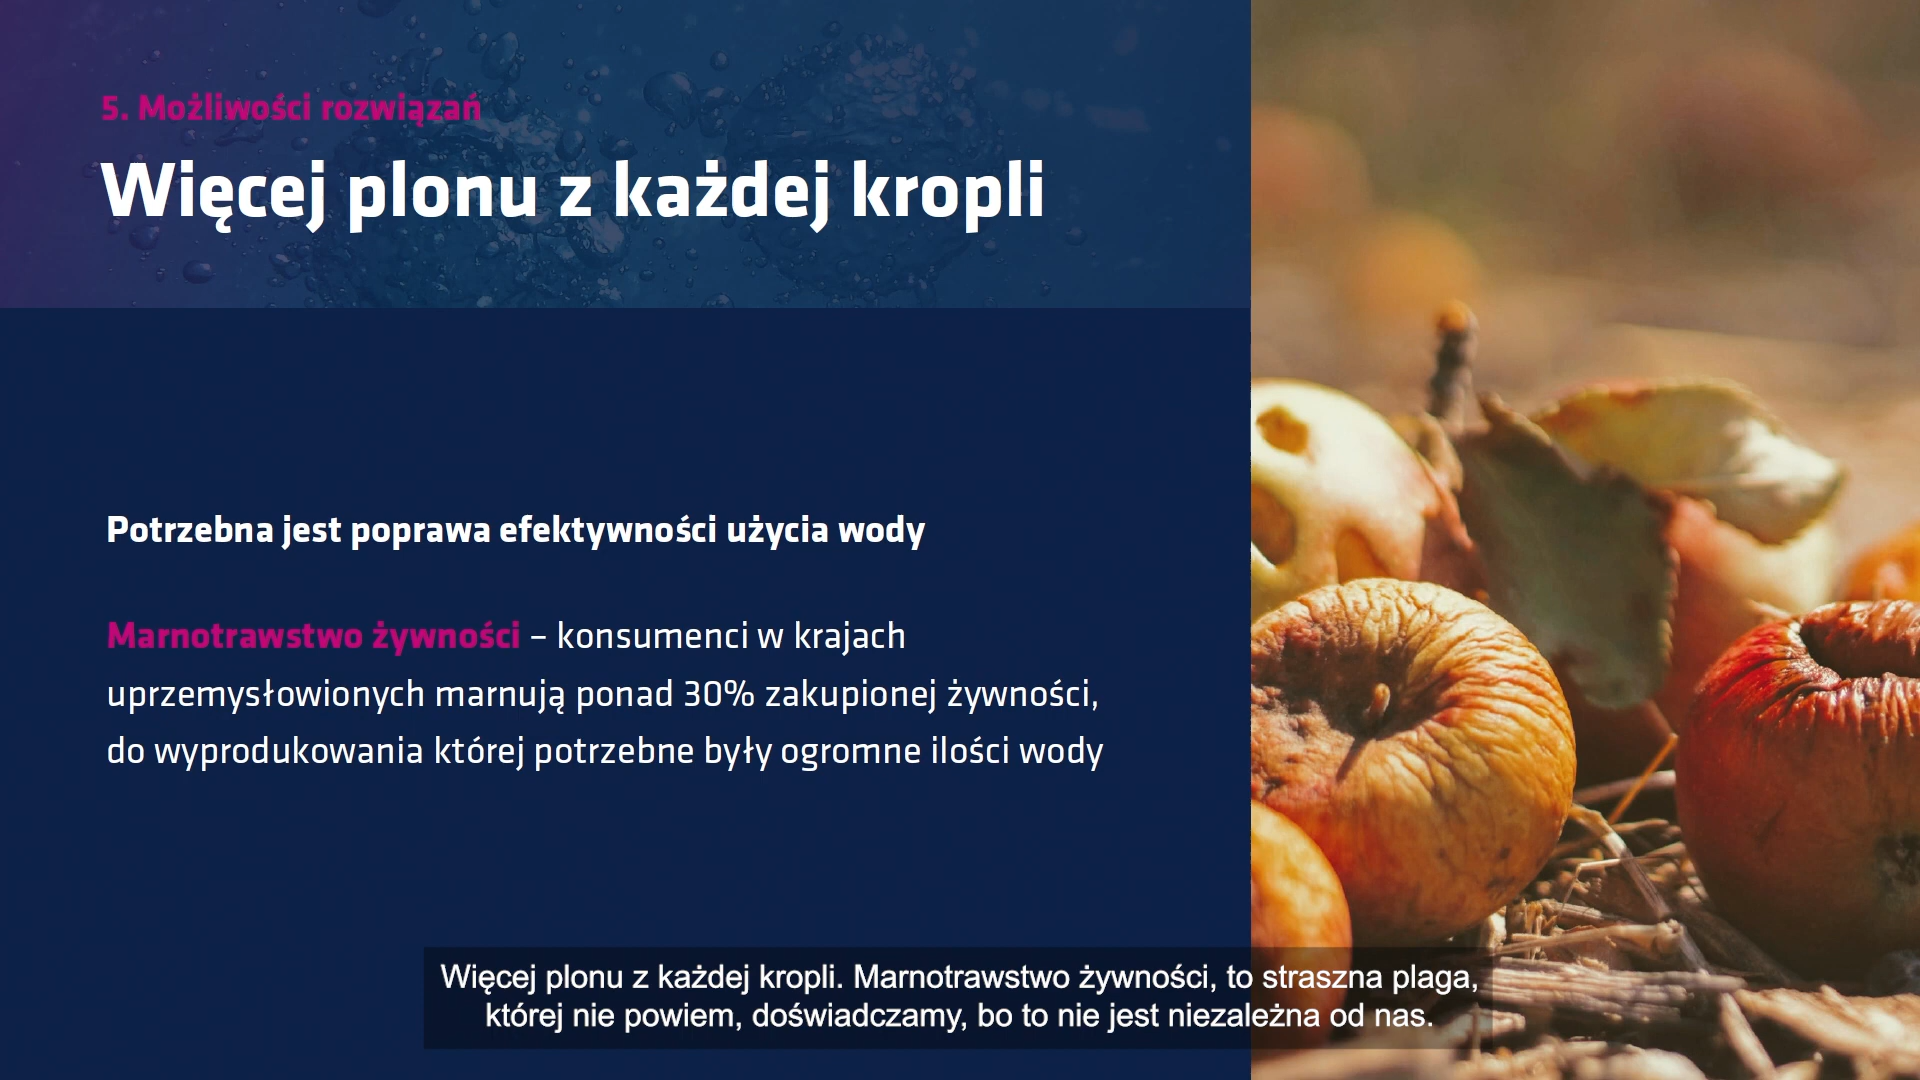 5. Możliwości rozwiązań
Więcej plonu z każdej kropli
Potrzebna jest poprawa efektywności użycia wody
Marnotrawstwo żywności – konsumenci w krajach
uprzemysłowionych marnują ponad 30% zakupionej żywności,
do wyprodukowania której potrzebne były ogromne ilości wody
Więcej plonu z każdej kropli. Marnotrawstwo żywności, to straszna plaga,
której nie powiem, doświadczamy, bo to nie jest niezależna od nas.